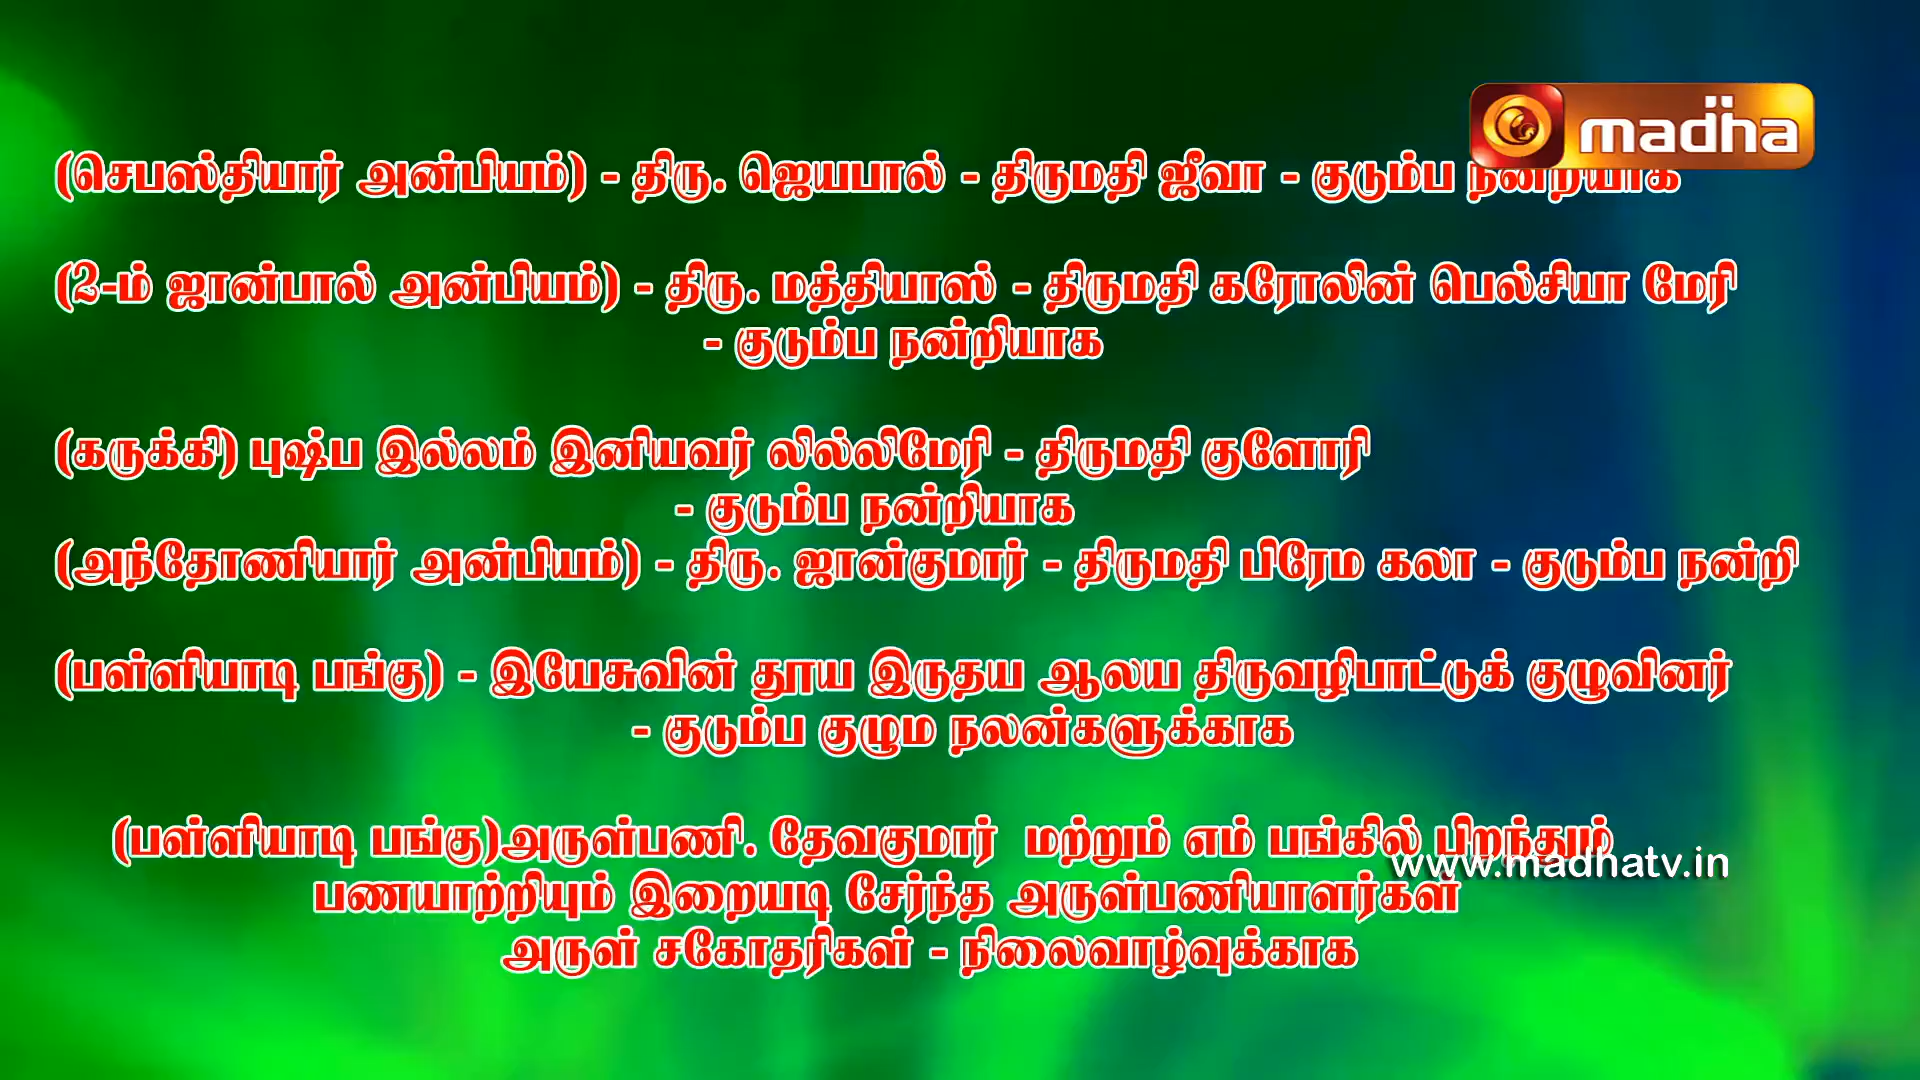 madha
(செபஸ்தியார் அன்பியம்) - திரு. ஜெயபால் - திருமதி ஜீவா - குடும்ப நன்றியாக
(2-ம் ஜான்பால் அன்பியம்) - திரு. மத்தியாஸ் - திருமதி கரோலின் பெல்சியா மேரி
- குடும்ப நன்றியாக
(கருக்கி) புஷ்ப இல்லம் இனியவர் லில்லிமேரி - திருமதி குளோரி
- குடும்ப நன்றியாக
(அந்தோணியார் அன்பியம்) - திரு. ஜான்குமார் - திருமதி பிரேம கலா - குடும்ப நன்றி
(பள்ளியாடி பங்கு) - இயேசுவின் தூய இருதய ஆலய திருவழிபாட்டுக் குழுவினர்
- குடும்ப குழும நலன்களுக்காக
(பள்ளியாடி பங்கு)அருள்பணி. தேவகுமார் மற்றும் எம் பங்கில் பிறந்தும்
www.madhatv.in
பணயாற்றியும் இறையடி சேர்ந்த அருள்பணியாளர்கள்
அருள் சகோதரிகள் - நிலைவாழ்வுக்காக